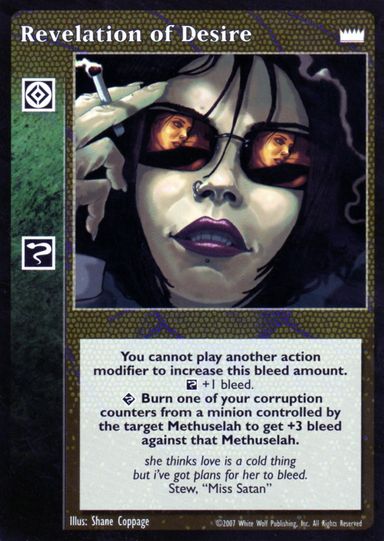 Revelation of Desire
You cannot play another action
modifier to increase this bleed amount.
+1 bleed.
Burn one of your corruption
counters from a minion controlled by
the target Methuselah to get +3 bleed
against that Methuselah.
she thinks love is a cold thing
but i've got plans for her to bleed.
Stew, "Miss Satan"
Illus: Shane Coppage
©2007 White Wolf Publishing, Inc. All Rights Reserved